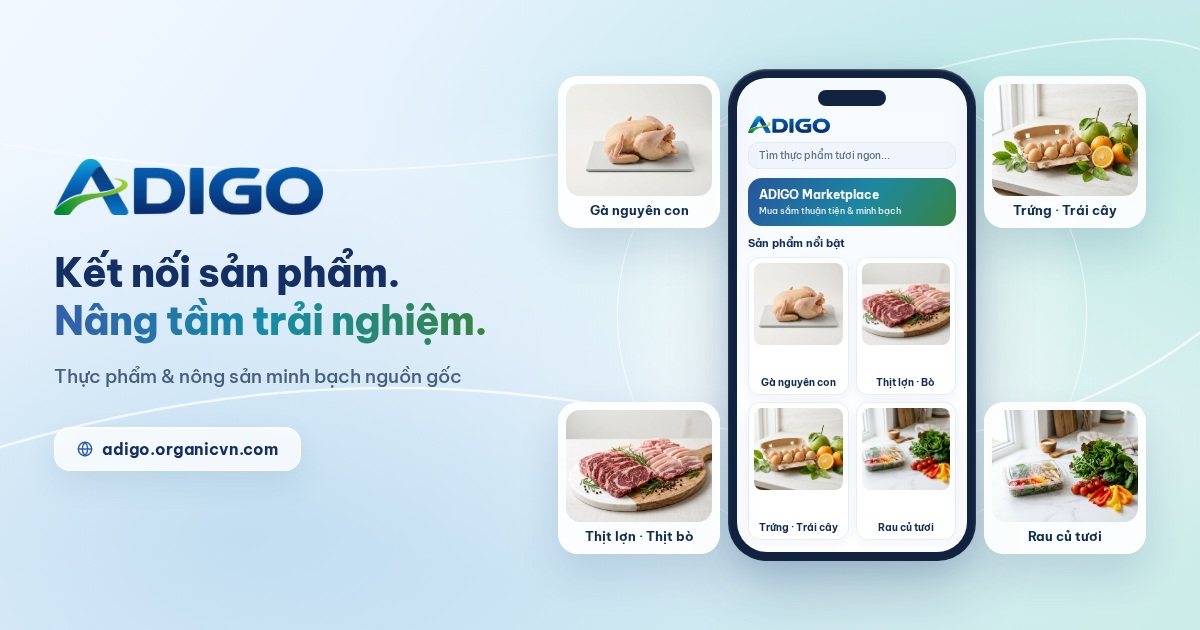 ADIGO
Kết nối sản phẩm.
Nâng tầm trải nghiệm.
Thực phẩm & nông sản minh bạch nguồn gốc
adigo.organicvn.com
Gà nguyên con
Thịt lợn · Thịt bò
ADIGO
Tìm thực phẩm tươi ngon...
ADIGO Marketplace
Mua sắm thuận tiện & minh bạch
Sản phẩm nổi bật
Gà nguyên con
Thịt lợn · Bò
Trứng · Trái cây
Rau củ tươi
Trứng · Trái cây
Rau củ tươi